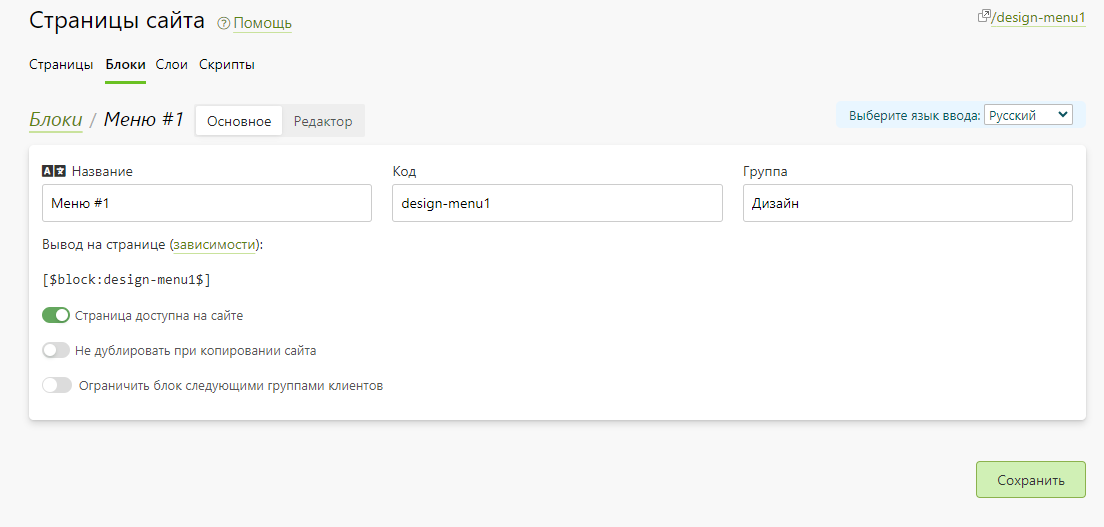 Страницы сайта ? Помощь
/design-menu1
Страницы Блоки Слои Скрипты
Блоки / Меню #1 Основное Редактор
Выберите язык ввода: Русский
Название Код Группа
Меню #1 design-menu1 Дизайн
Вывод на странице (зависимости):
[$block:design-menu1$]
Страница доступна на сайте
Не дублировать при копировании сайта
Ограничить блок следующими группами клиентов
Сохранить